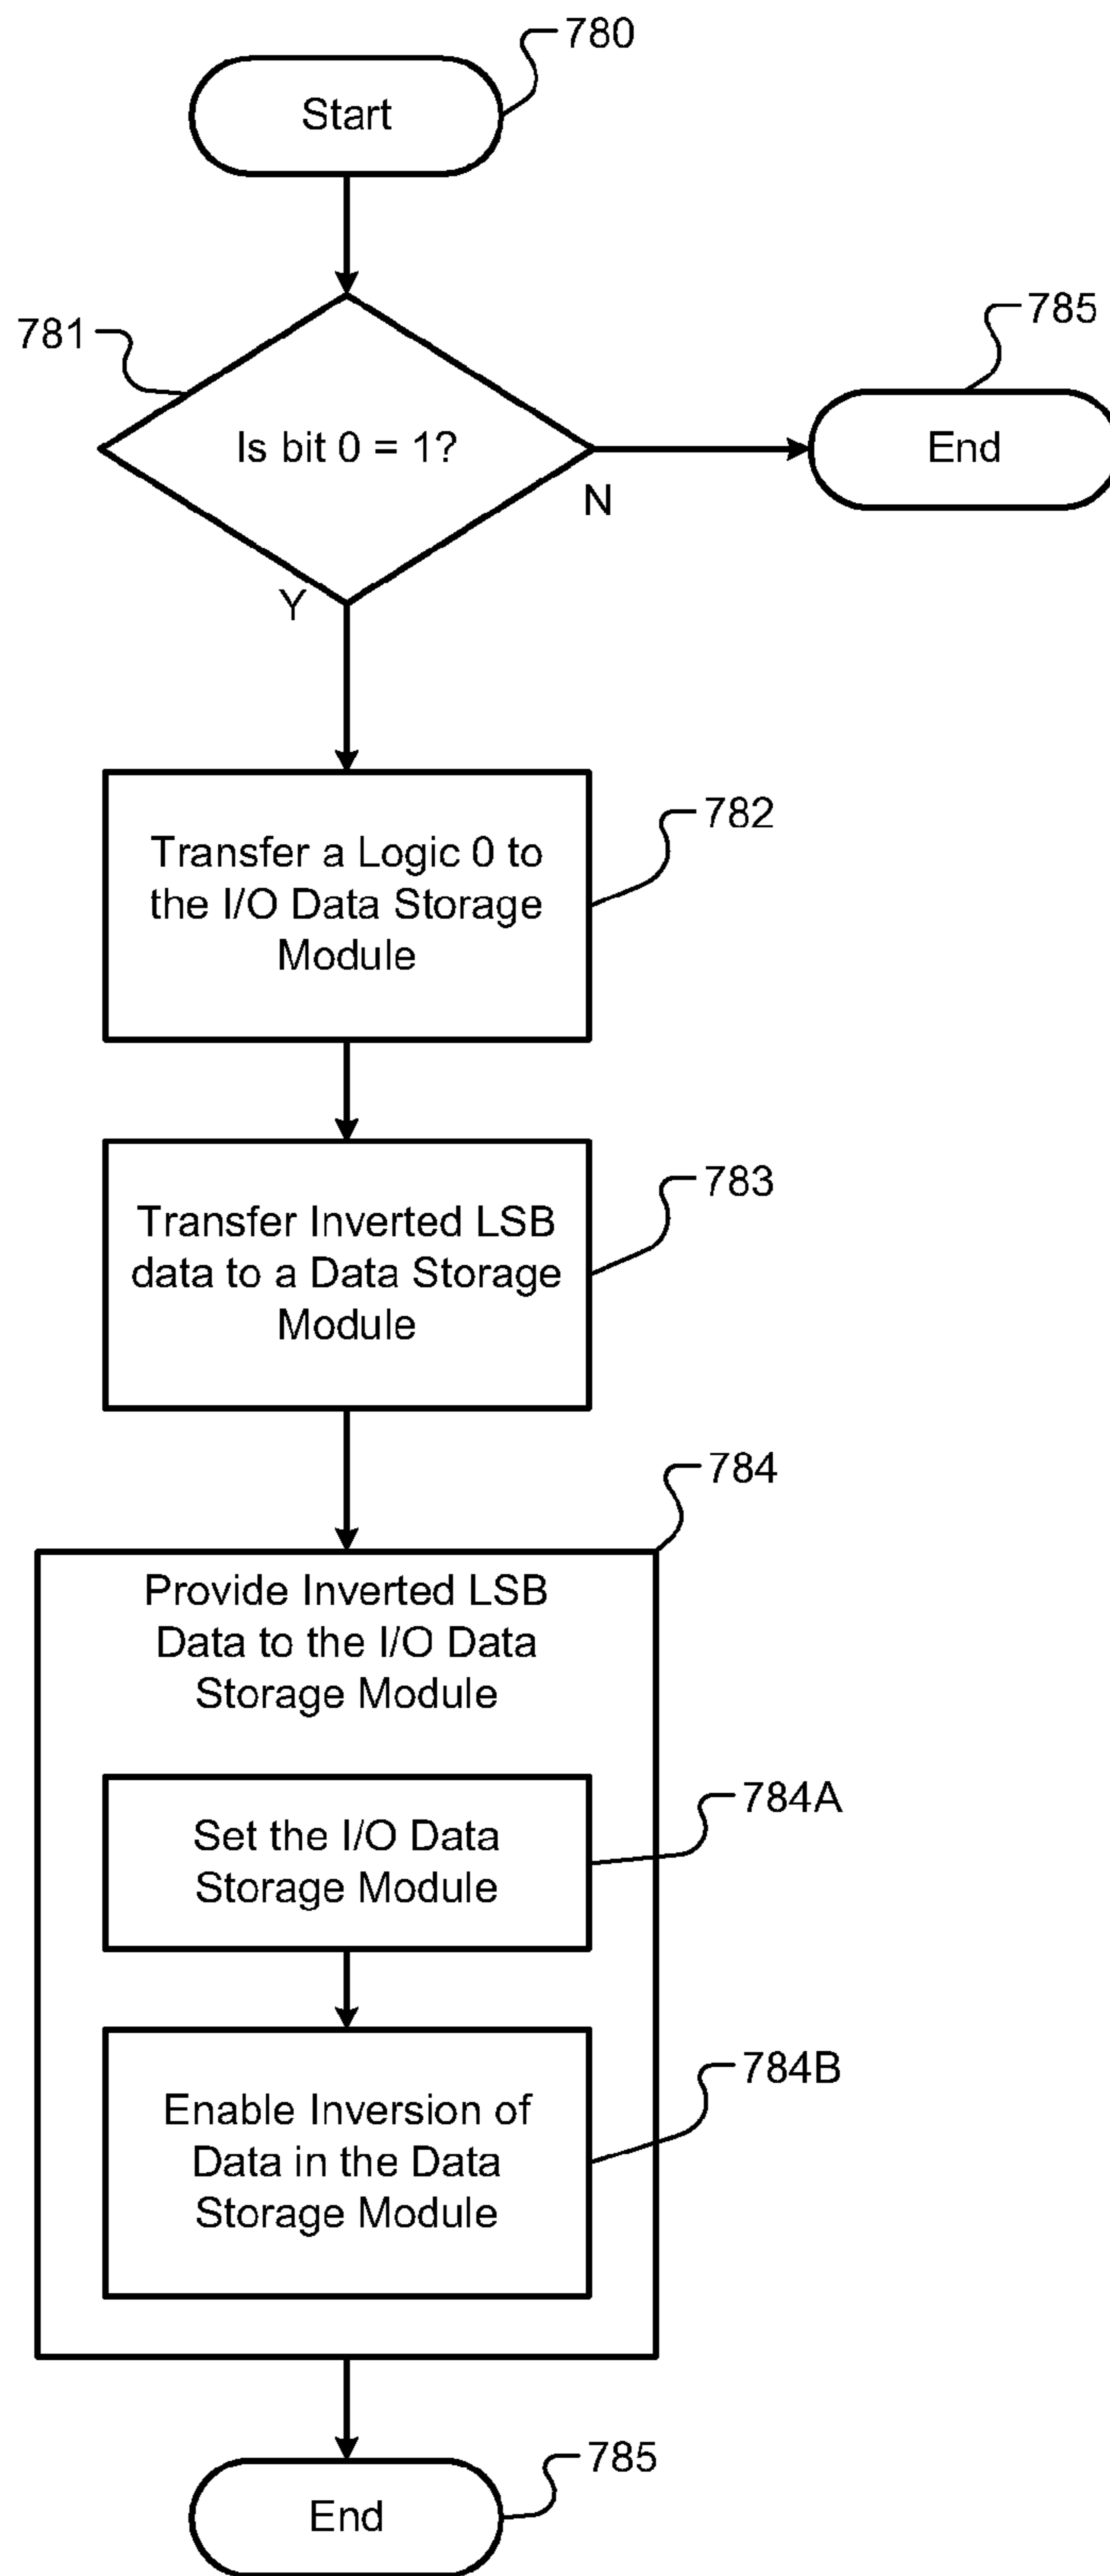 780
Start
781
Is bit 0 = 1?
785
End
N
Y
782
Transfer a Logic 0 to
the I/O Data Storage
Module
783
Transfer Inverted LSB
data to a Data Storage
Module
784
Provide Inverted LSB
Data to the I/O Data
Storage Module
784A
Set the I/O Data
Storage Module
784B
Enable Inversion of
Data in the Data
Storage Module
785
End